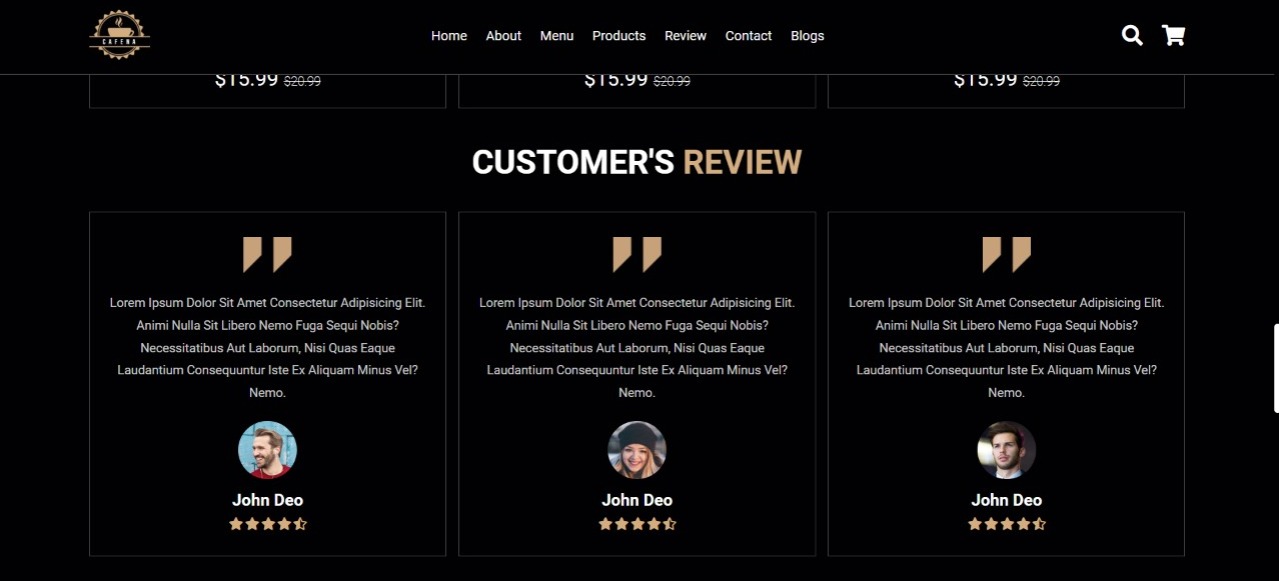 CAFENA
Home About Menu Products Review Contact Blogs
$15.99 $20.99 $15.99 $20.99 $15.99 $20.99
CUSTOMER'S REVIEW
Lorem Ipsum Dolor Sit Amet Consectetur Adipisicing Elit.
Animi Nulla Sit Libero Nemo Fuga Sequi Nobis?
Necessitatibus Aut Laborum, Nisi Quas Eaque
Laudantium Consequuntur Iste Ex Aliquam Minus Vel?
Nemo.
John Deo
Lorem Ipsum Dolor Sit Amet Consectetur Adipisicing Elit.
Animi Nulla Sit Libero Nemo Fuga Sequi Nobis?
Necessitatibus Aut Laborum, Nisi Quas Eaque
Laudantium Consequuntur Iste Ex Aliquam Minus Vel?
Nemo.
John Deo
Lorem Ipsum Dolor Sit Amet Consectetur Adipisicing Elit.
Animi Nulla Sit Libero Nemo Fuga Sequi Nobis?
Necessitatibus Aut Laborum, Nisi Quas Eaque
Laudantium Consequuntur Iste Ex Aliquam Minus Vel?
Nemo.
John Deo